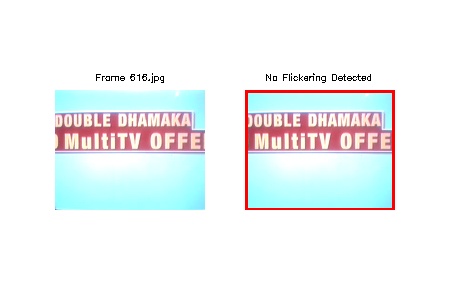 Frame 616.jpg
No Flickering Detected
DOUBLE DHAMAKA
MultiTV OFFE
DOUBLE DHAMAKA
MultiTV OFFE